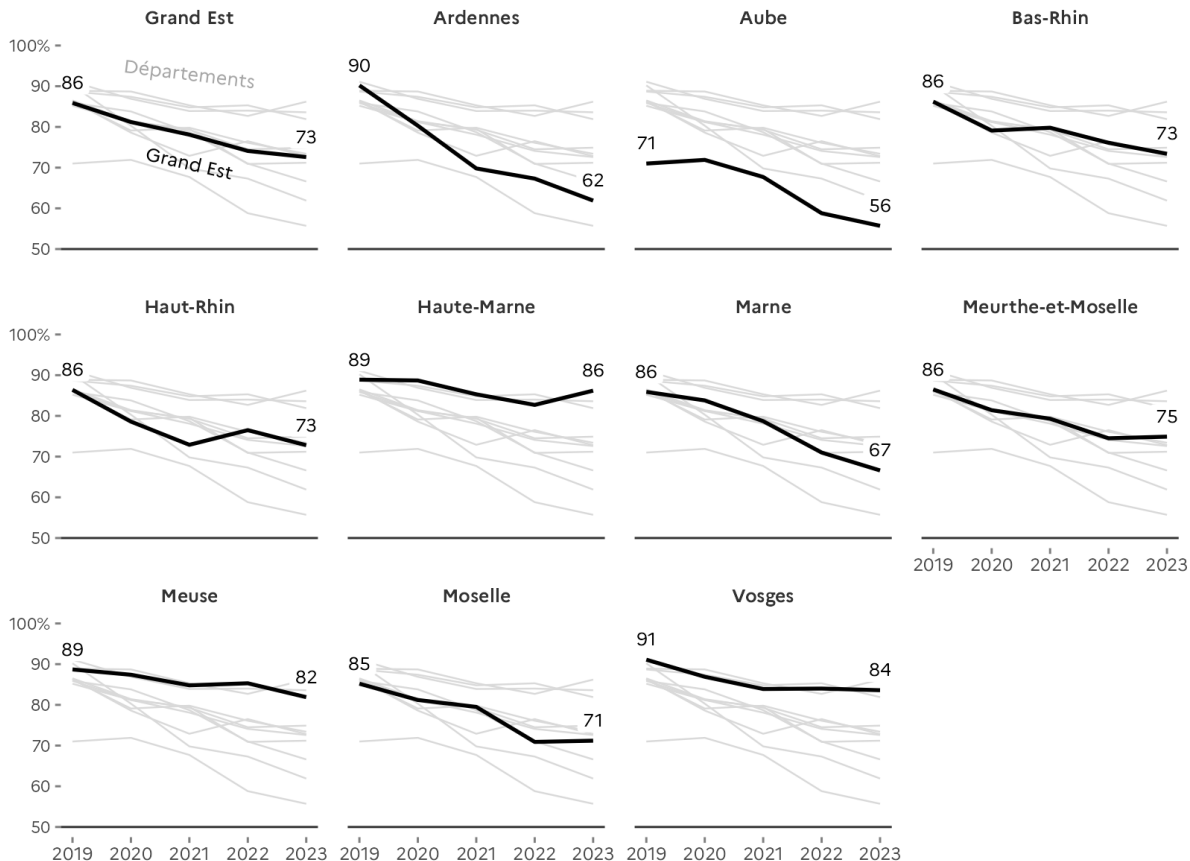 Grand Est
Ardennes
Aube
Bas-Rhin
100%
90
80
70
60
50
86
Départements
Grand Est
73
90
62
71
56
86
73
Haut-Rhin
Haute-Marne
Marne
Meurthe-et-Moselle
100%
90
80
70
60
50
86
73
89
86
86
67
86
75
2019 2020 2021 2022 2023
Meuse
Moselle
Vosges
100%
90
80
70
60
50
89
82
85
71
91
84
2019 2020 2021 2022 2023
2019 2020 2021 2022 2023
2019 2020 2021 2022 2023